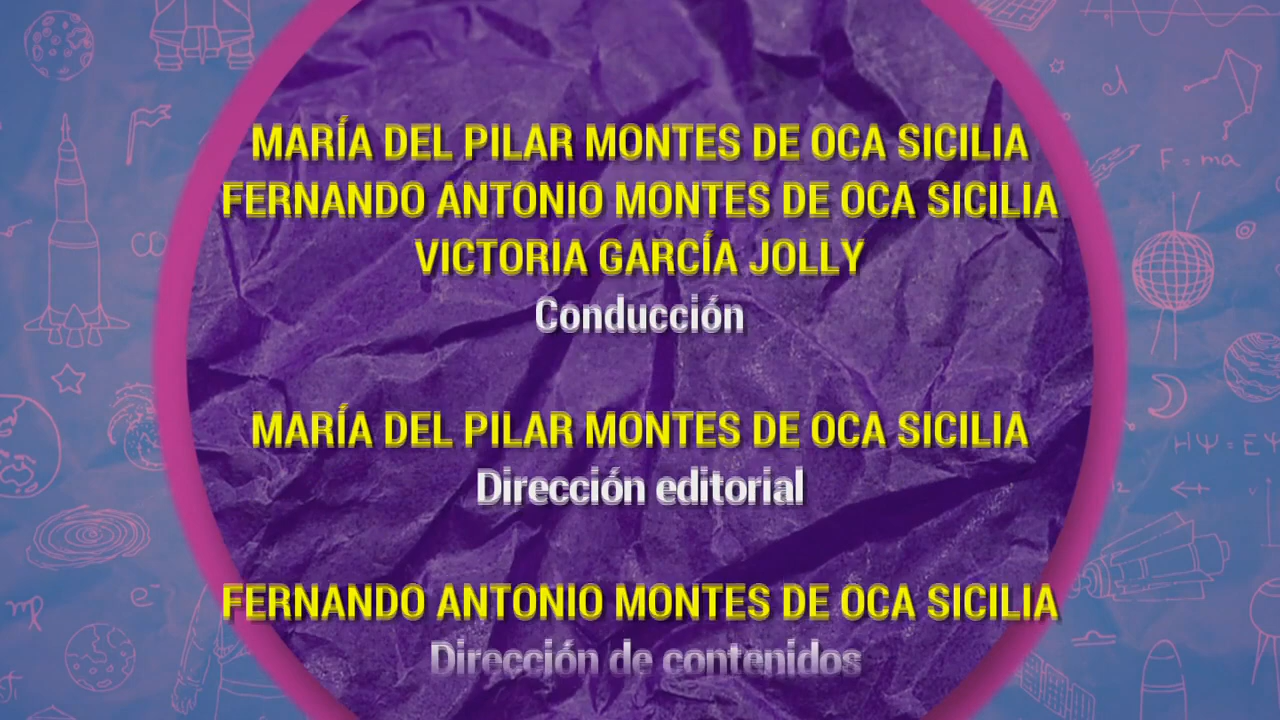 MARÍA DEL PILAR MONTES DE OCA SICILIA
FERNANDO ANTONIO MONTES DE OCA SICILIA
VICTORIA GARCÍA JOLLY
Conducción
MARÍA DEL PILAR MONTES DE OCA SICILIA
Dirección editorial
FERNANDO ANTONIO MONTES DE OCA SICILIA
Dirección de contenidos
F = ma